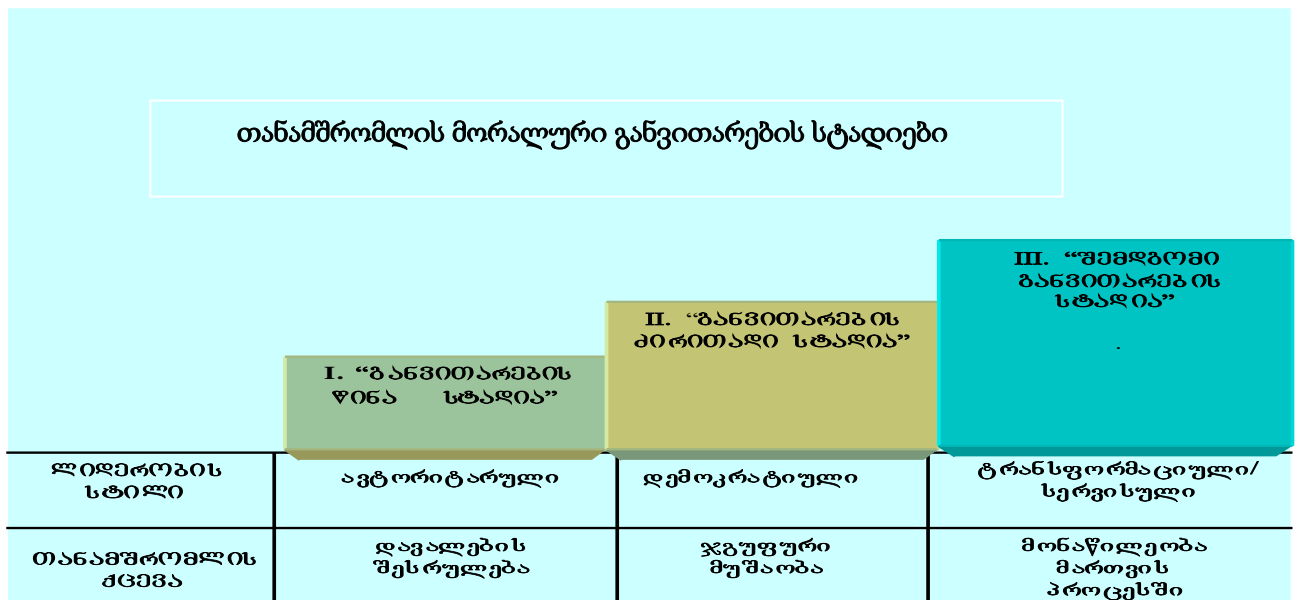 თანამშრომლის მორალური განვითარების სტადიები
III. “შემდგომი
განვითარების
სტადია”
.
II. “განვითარების
ძირითადი სტადია”
I. “განვითარების
წინა სტადია”
ლიდერობის
სტილი
ავტორიტარული
დემოკრატიული
ტრანსფორმაციული/
სერვისული
თანამშრომლის
ქცევა
დავალების
შესრულება
ჯგუფური
მუშაობა
მონაწილეობა
მართვის
პროცესში